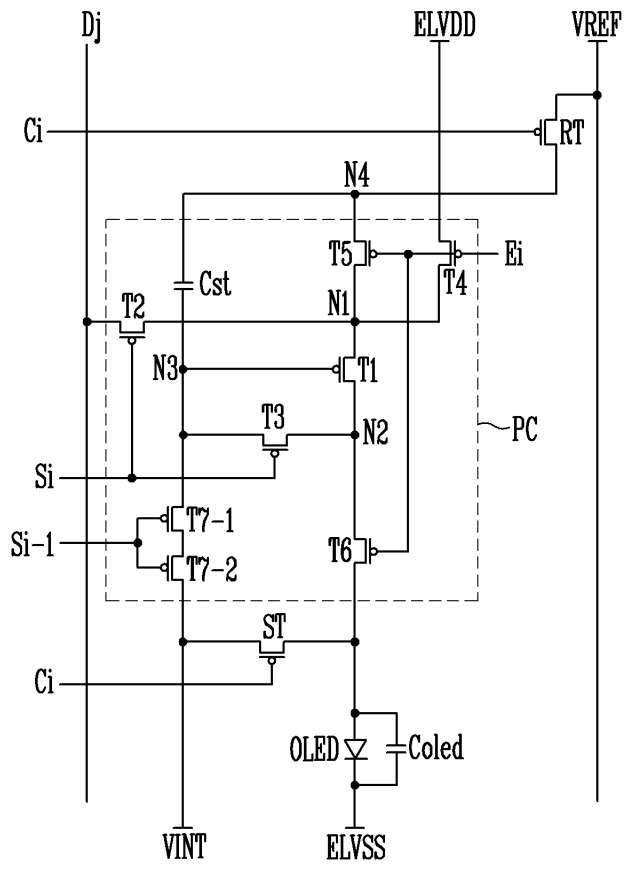 Dj
ELVDD
VREF
Ci
RT
N4
T5
Ei
T4
Cst
T2
N1
N3
T1
T3
N2
PC
Si
T7-1
Si-1
T6
T7-2
ST
Ci
OLED
Coled
VINT
ELVSS